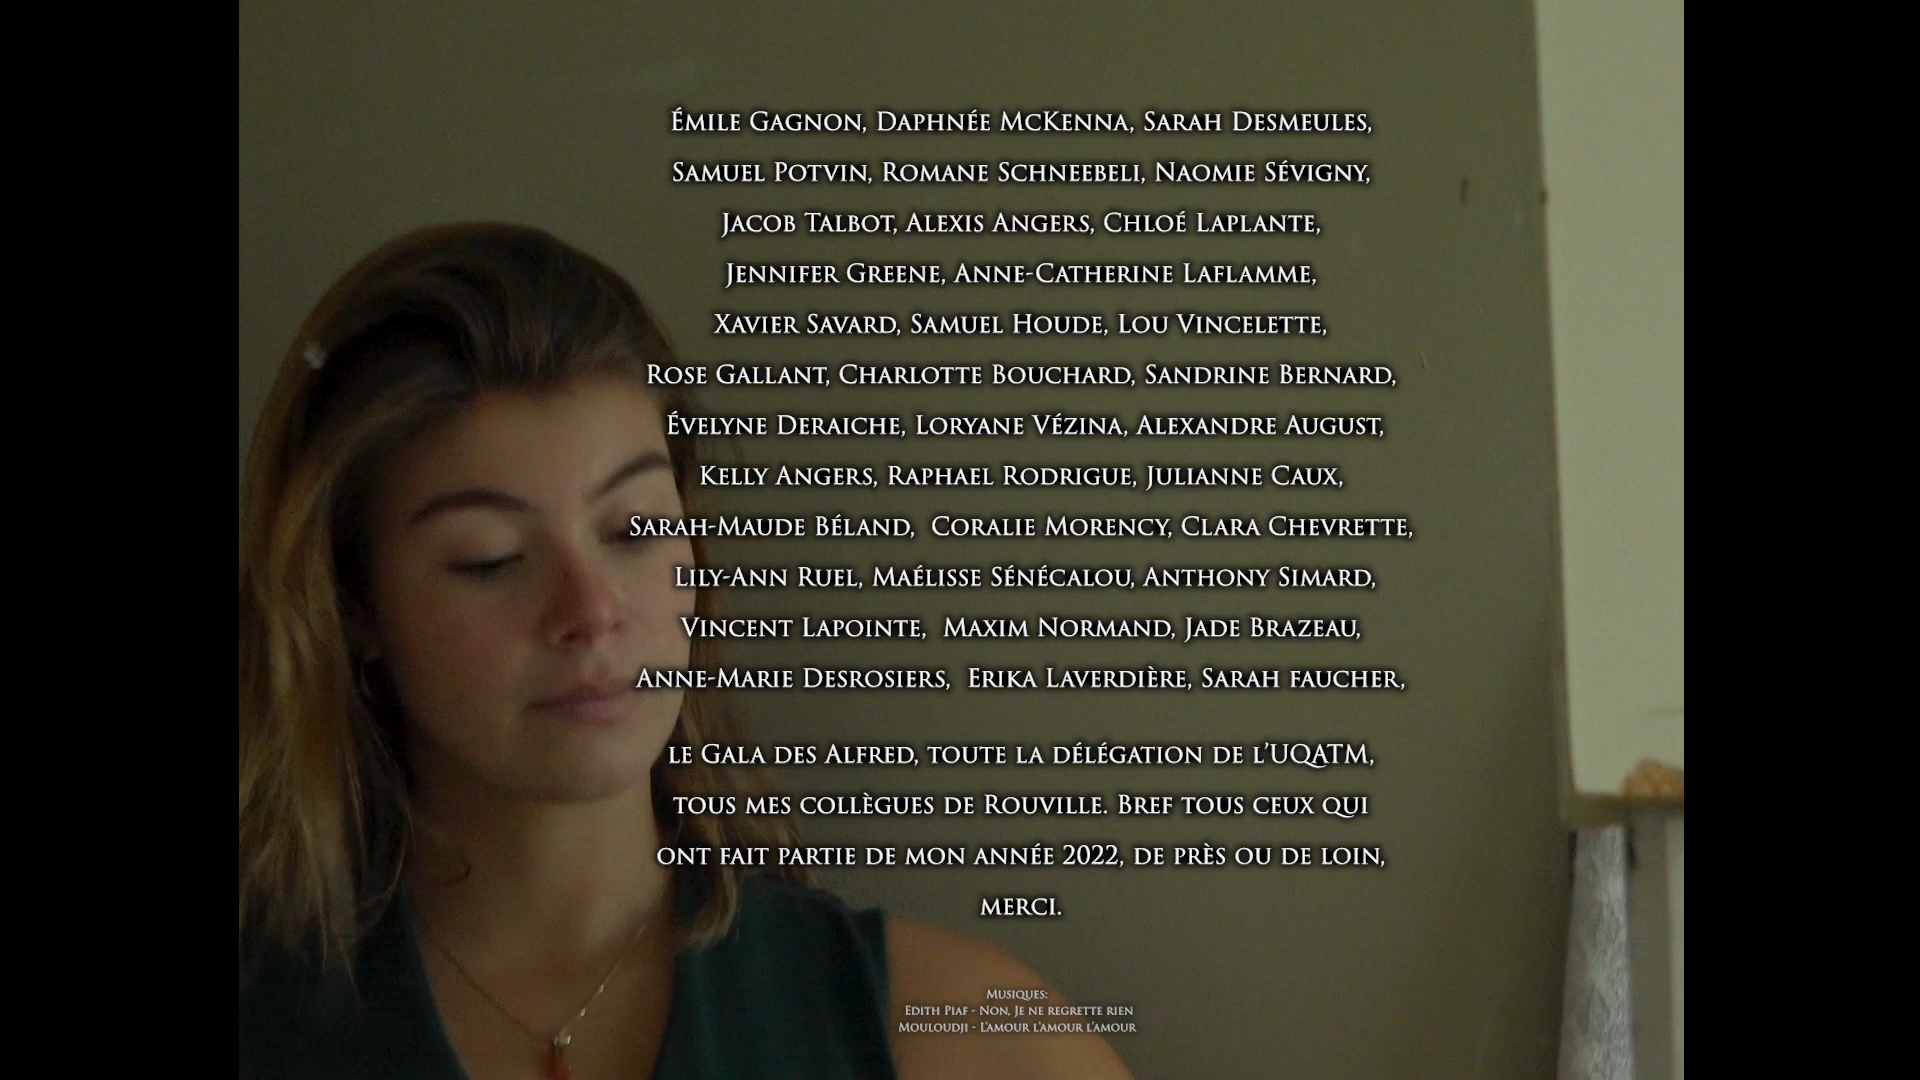 Émile Gagnon, Daphnée McKenna, Sarah Desmeules,
Samuel Potvin, Romane Schneebeli, Naomie Sévigny,
Jacob Talbot, Alexis Angers, Chloé Laplante,
Jennifer Greene, Anne-Catherine Laflamme,
Xavier Savard, Samuel Houde, Lou Vincelette,
Rose Gallant, Charlotte Bouchard, Sandrine Bernard,
Évelyne Deraiche, Loryane Vézina, Alexandre August,
Kelly Angers, Raphael Rodrigue, Julianne Caux,
Sarah-Maude Béland, Coralie Morency, Clara Chevrette,
Lily-Ann Ruel, Maélisse Sénécalou, Anthony Simard,
Vincent Lapointe, Maxim Normand, Jade Brazeau,
Anne-Marie Desrosiers, Erika Laverdière, Sarah faucher,
le Gala des Alfred, toute la délégation de l'UQATM,
tous mes collègues de Rouville. Bref tous ceux qui
ont fait partie de mon année 2022, de près ou de loin,
merci.
Musiques:
Edith Piaf - Non, Je ne regrette rien
Mouloudji - L'amour l'amour l'amour